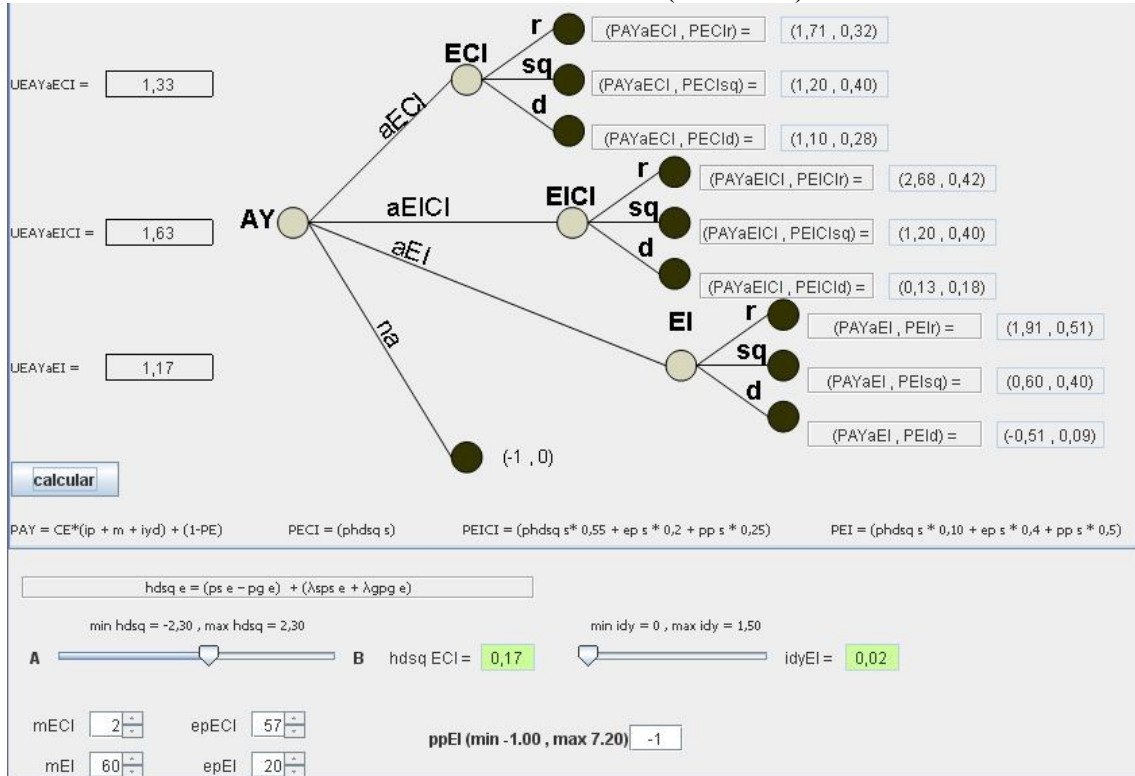 r (PAYaECI , PECIr) = (1,71 , 0,32)
ECI
UEAYaECI = 1,33 sq (PAYaECI , PECIsq) = (1,20 , 0,40)
aECI
d (PAYaECI , PECId) = (1,10 , 0,28)
r (PAYaEICI , PEICIr) = (2,68 , 0,42)
EICI
UEAYaEICI = 1,63 AY aEICI sq (PAYaEICI , PEICIsq) = (1,20 , 0,40)
aEI
d (PAYaEICI , PEICId) = (0,13 , 0,18)
EI r (PAYaEI , PEIr) = (1,91 , 0,51)
na
UEAYaEI = 1,17 sq (PAYaEI , PEIsq) = (0,60 , 0,40)
d (PAYaEI , PEId) = (-0,51 , 0,09)
(-1 , 0)
calcular
PAY = CE*(ip + m + iyd) + (1-PE) PECI = (phdsq s) PEICI = (phdsq s* 0,55 + ep s * 0,2 + pp s * 0,25) PEI = (phdsq s * 0,10 + ep s * 0,4 + pp s * 0,5)
hdsq e = (ps e – pg e) + (λsps e + λgpg e)
min hdsq = -2,30 , max hdsq = 2,30 min idy = 0 , max idy = 1,50
A B hdsq ECI = 0,17 idyEI = 0,02
mECI 2 epECI 57
ppEI (min -1.00 , max 7.20) -1
mEI 60 epEI 20